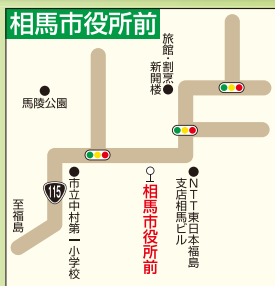 相馬市役所前
旅館・割烹
新開楼
馬陵公園
115
市立中村第一小学校
相馬市役所前
NTT東日本福島
支店相馬ビル
至福島